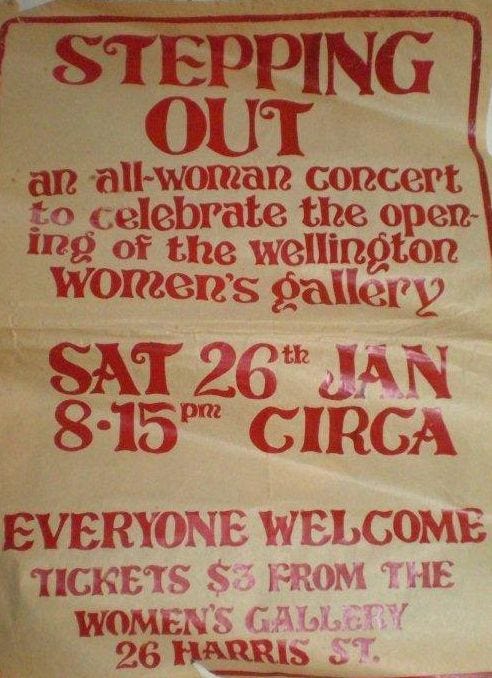 STEPPING
OUT
an all-woman concert
to celebrate the open-
ing of the wellington
women's gallery
SAT 26th JAN
8·15pm CIRCA
EVERYONE WELCOME
TICKETS $3 FROM THE
WOMEN'S GALLERY
26 HARRIS ST.